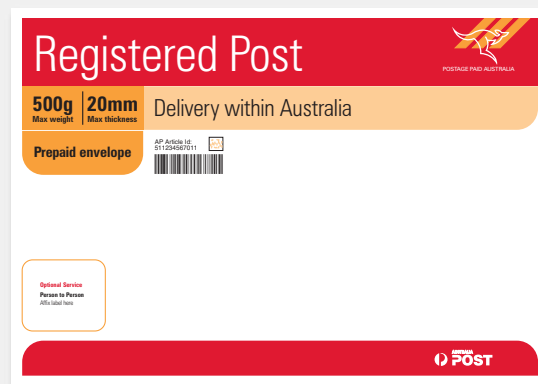 Registered Post
POSTAGE PAID AUSTRALIA
500g 20mm Delivery within Australia
Max weight Max thickness
Prepaid envelope
AP Article Id:
511234567011
Optional Service
Person to Person
Affix label here
AUSTRALIA
POST